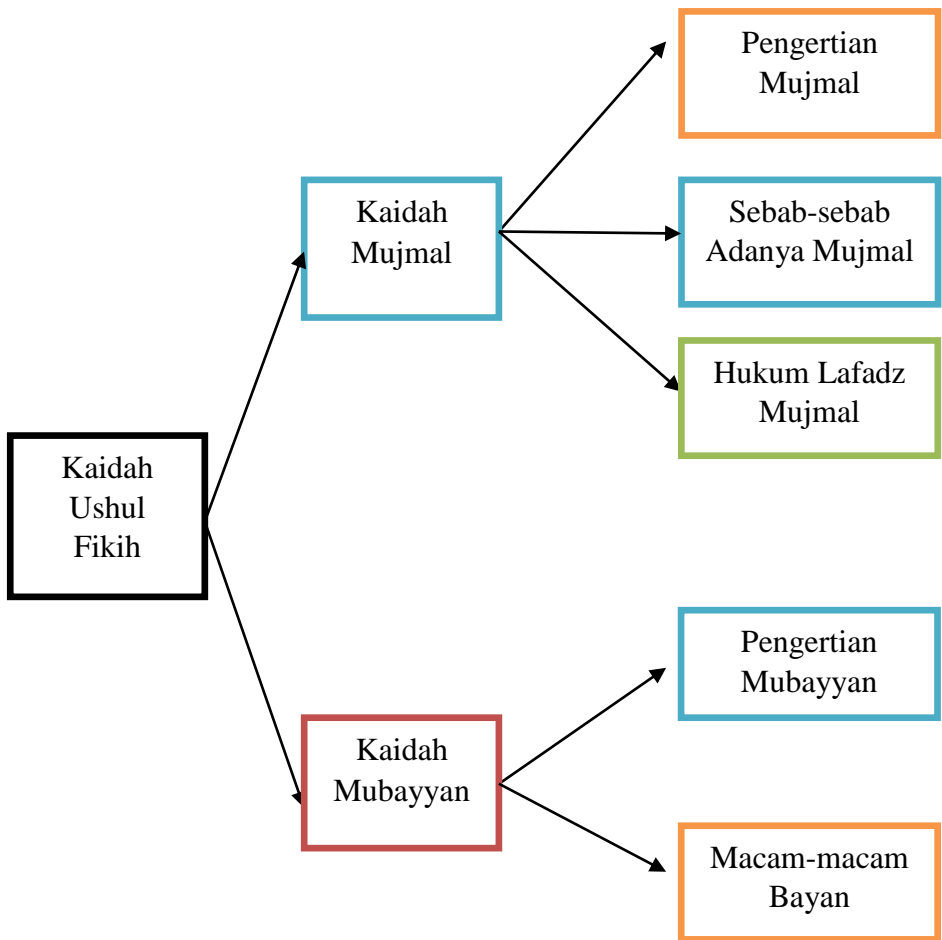 Kaidah
Ushul
Fikih
Kaidah
Mujmal
Pengertian
Mujmal
Sebab-sebab
Adanya Mujmal
Hukum Lafadz
Mujmal
Kaidah
Mubayyan
Pengertian
Mubayyan
Macam-macam
Bayan